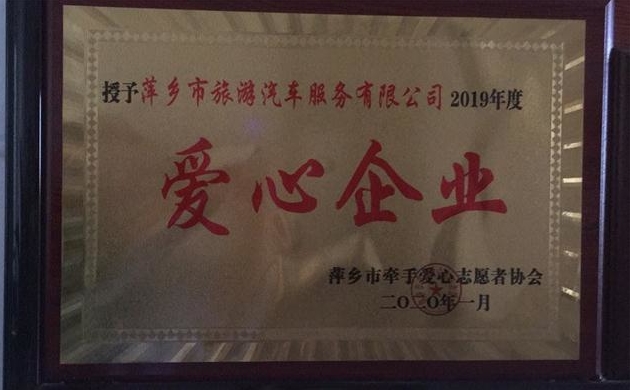 授予萍乡市旅游汽车服务有限公司2019年度
爱心企业
萍乡市牵手爱心志愿者协会
二〇二〇年一月